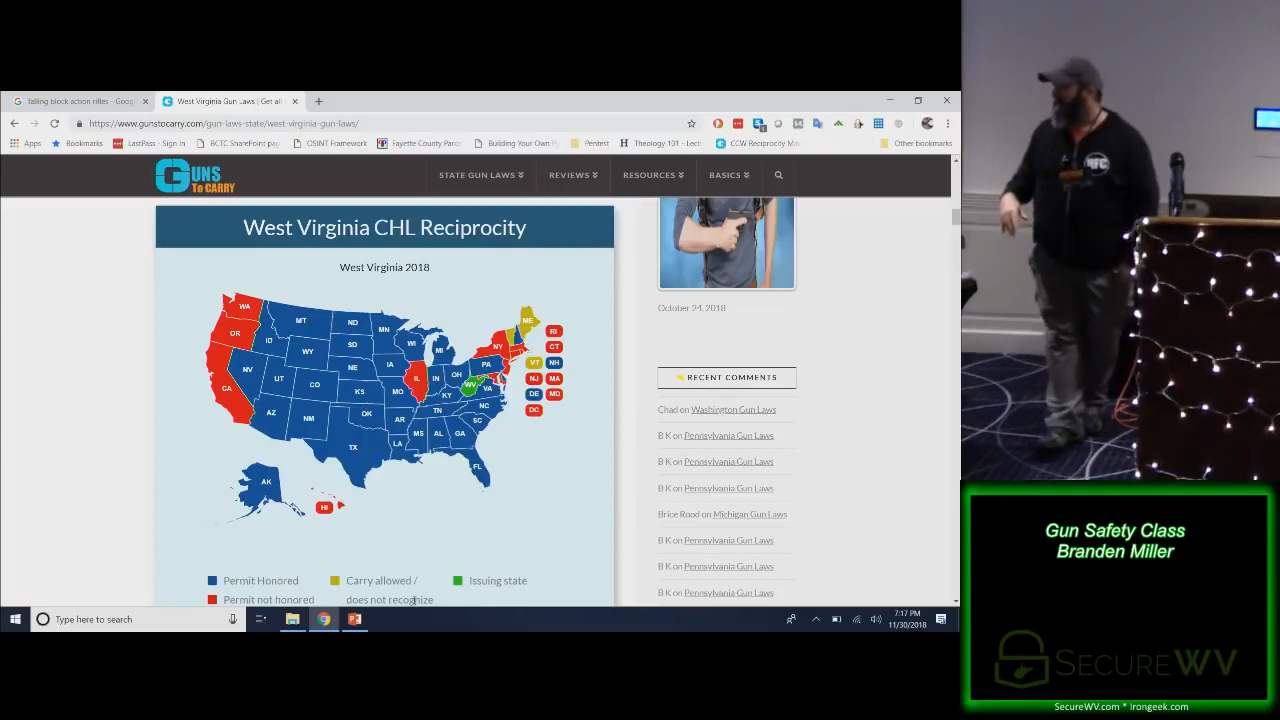 falling block action rifles - Goog
West Virginia Gun Laws | Get all
https://www.gunstocarry.com/gun-laws-state/west-virginia-gun-laws/
Apps
Bookmarks
LastPass - Sign In
BCTC SharePoint pag
OSINT Framework
Fayette County Parc
Building Your Own P
Pentest
Theology 101 - Lect
CCW Reciprocity Ma
Other bookmarks
GUNS
TO CARRY
STATE GUN LAWS
REVIEWS
RESOURCES
BASICS
West Virginia CHL Reciprocity
West Virginia 2018
WA
MT
ND
MN
ME
OR
ID
SD
WI
MI
NY
RI
CT
WY
NV
NE
IA
PA
VT
NH
UT
CO
IL
IN
OH
NJ
MA
CA
KS
MO
KY
WV
VA
DE
MD
AZ
NM
OK
AR
TN
NC
DC
SC
TX
LA
MS
AL
GA
FL
AK
HI
Permit Honored
Carry allowed /
Issuing state
Permit not honored
does not recognize
October 24, 2018
RECENT COMMENTS
Chad on Washington Gun Laws
B K on Pennsylvania Gun Laws
B K on Pennsylvania Gun Laws
B K on Pennsylvania Gun Laws
Brice Rood on Michigan Gun Laws
B K on Pennsylvania Gun Laws
B K on Pennsylvania Gun Laws
B K on Pennsylvania Gun Laws
Type here to search
7:17 PM
11/30/2018
Gun Safety Class
Branden Miller
SECUREWV
SecureWV.com * Irongeek.com